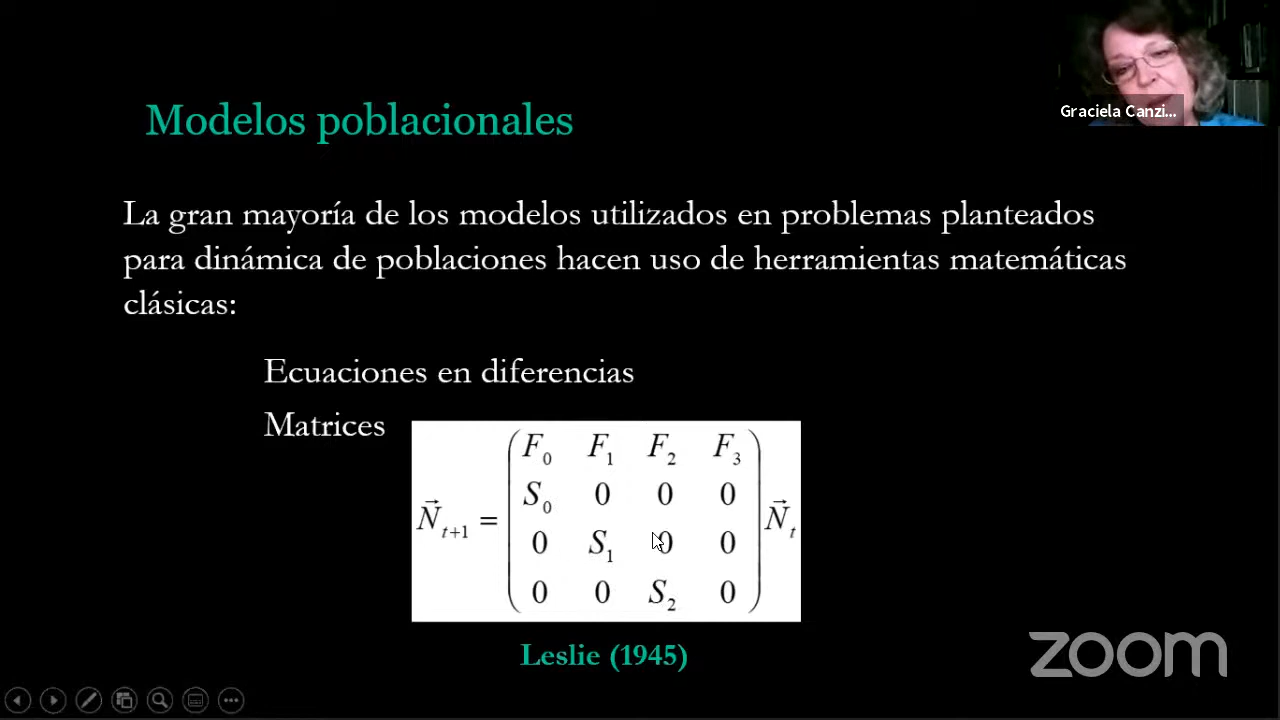 Graciela Canzi...
Modelos poblacionales
La gran mayoría de los modelos utilizados en problemas planteados
para dinámica de poblaciones hacen uso de herramientas matemáticas
clásicas:
Ecuaciones en diferencias
Matrices
F₀ F₁ F₂ F₃
S₀ 0 0 0
N⃗ₜ₊₁ = N⃗ₜ
0 S₁ 0 0
0 0 S₂ 0
Leslie (1945)
zoom